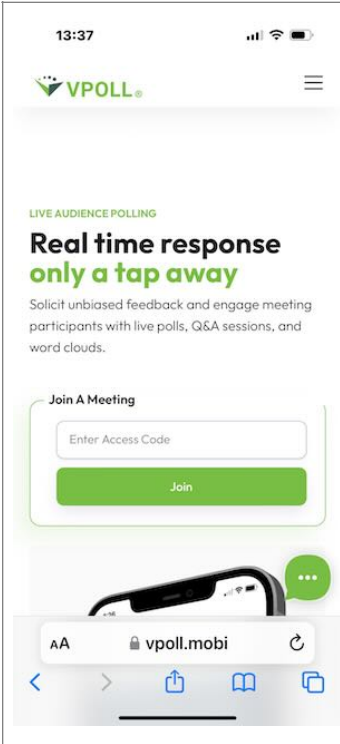 13:37
VPOLL®
LIVE AUDIENCE POLLING
Real time response
only a tap away
Solicit unbiased feedback and engage meeting
participants with live polls, Q&A sessions, and
word clouds.
Join A Meeting
Enter Access Code
Join
AA vpoll.mobi